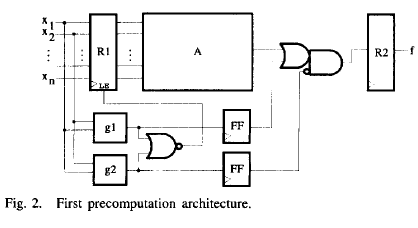 x1
x2
xn
R1
LE
A
R2
f
g1
FF
g2
FF
Fig. 2. First precomputation architecture.